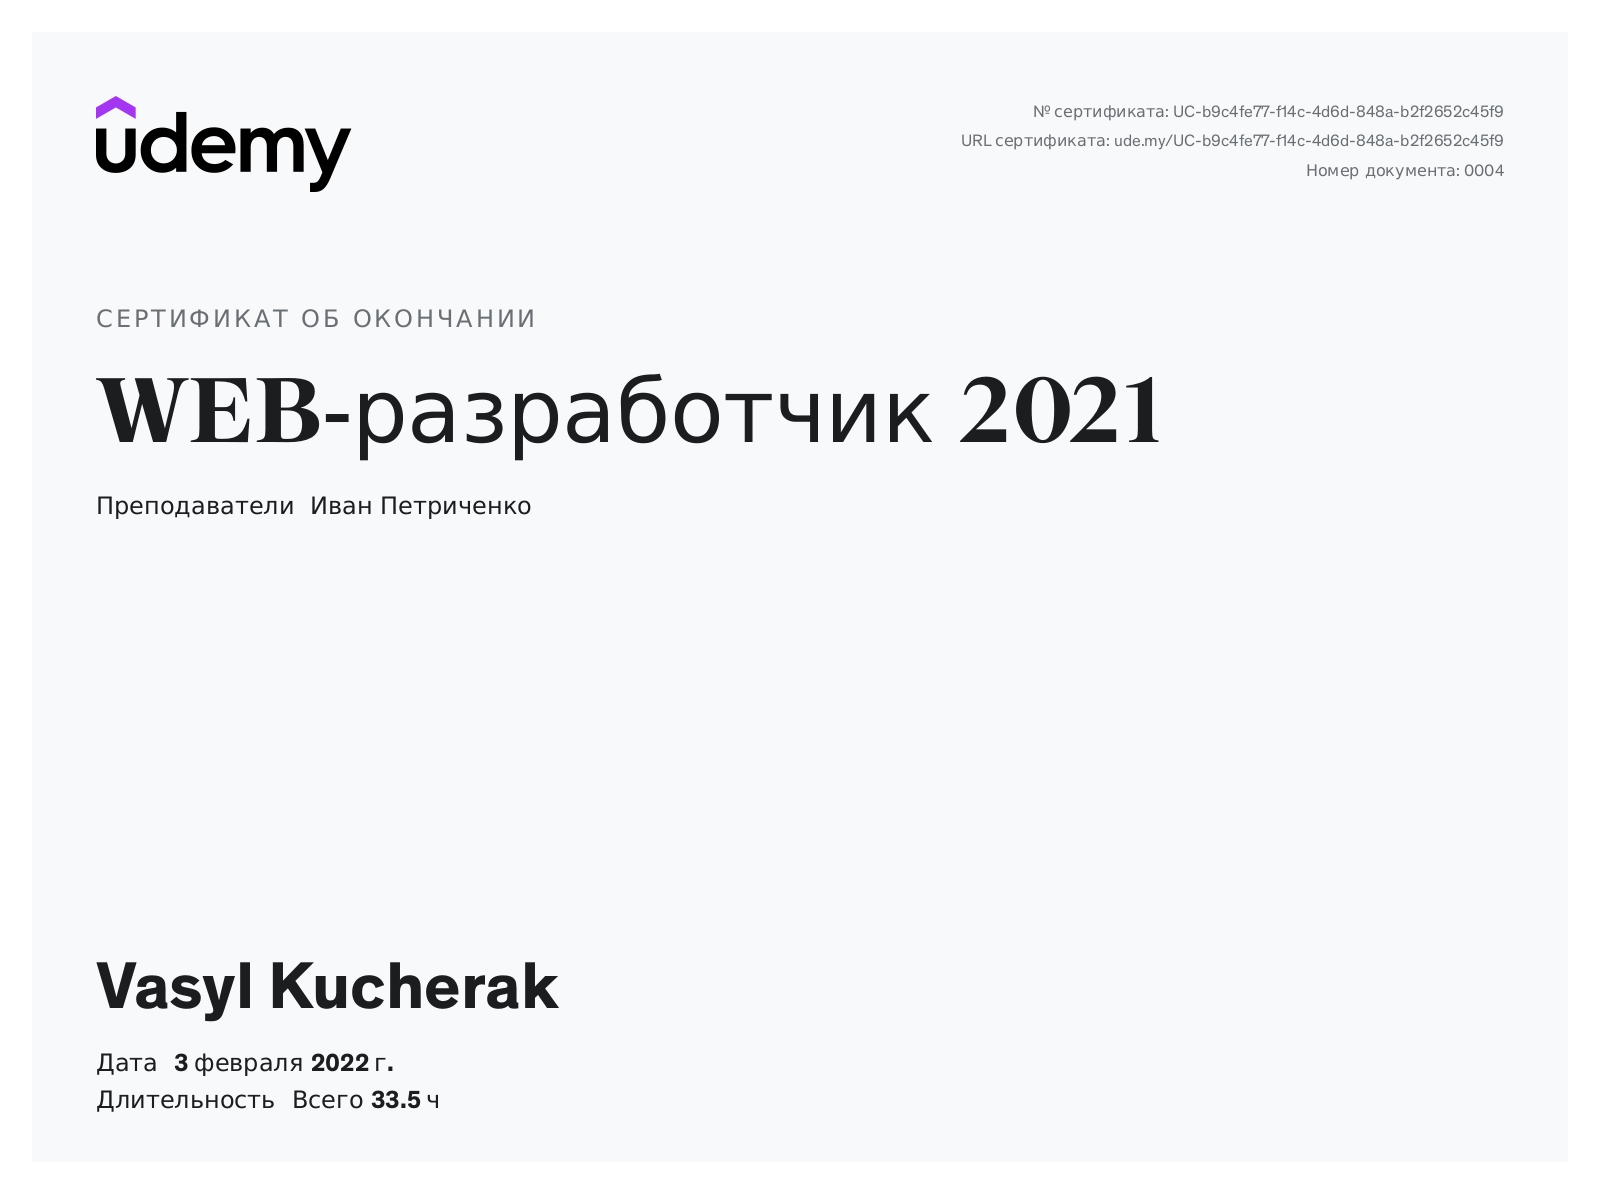 udemy
№ сертификата: UC-b9c4fe77-f14c-4d6d-848a-b2f2652c45f9
URL сертификата: ude.my/UC-b9c4fe77-f14c-4d6d-848a-b2f2652c45f9
Номер документа: 0004
СЕРТИФИКАТ ОБ ОКОНЧАНИИ
WEB-разработчик 2021
Преподаватели Иван Петриченко
Vasyl Kucherak
Дата 3 февраля 2022 г.
Длительность Всего 33.5 ч